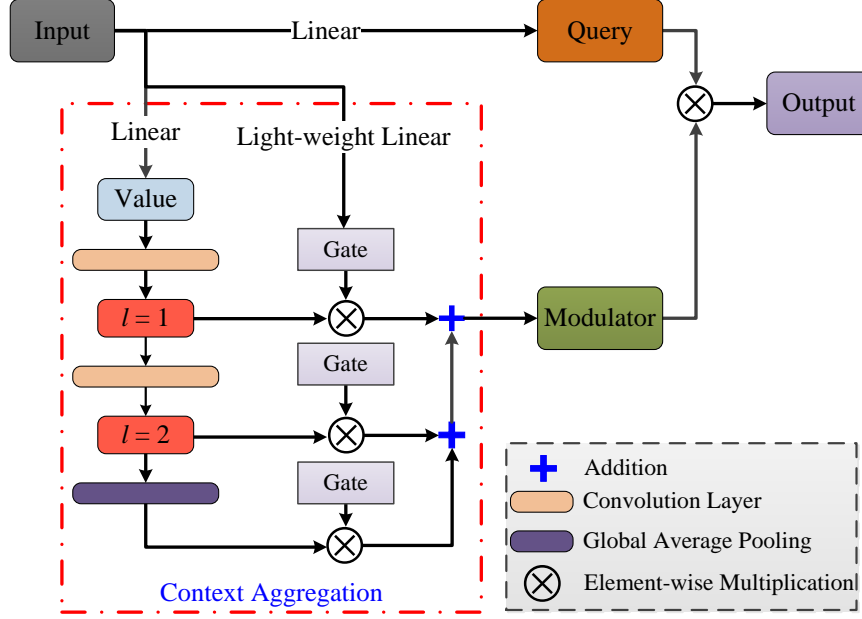 Input
Linear
Query
Output
Linear
Light-weight Linear
Value
Gate
l = 1
Modulator
Gate
l = 2
Gate
Context Aggregation
Addition
Convolution Layer
Global Average Pooling
Element-wise Multiplication